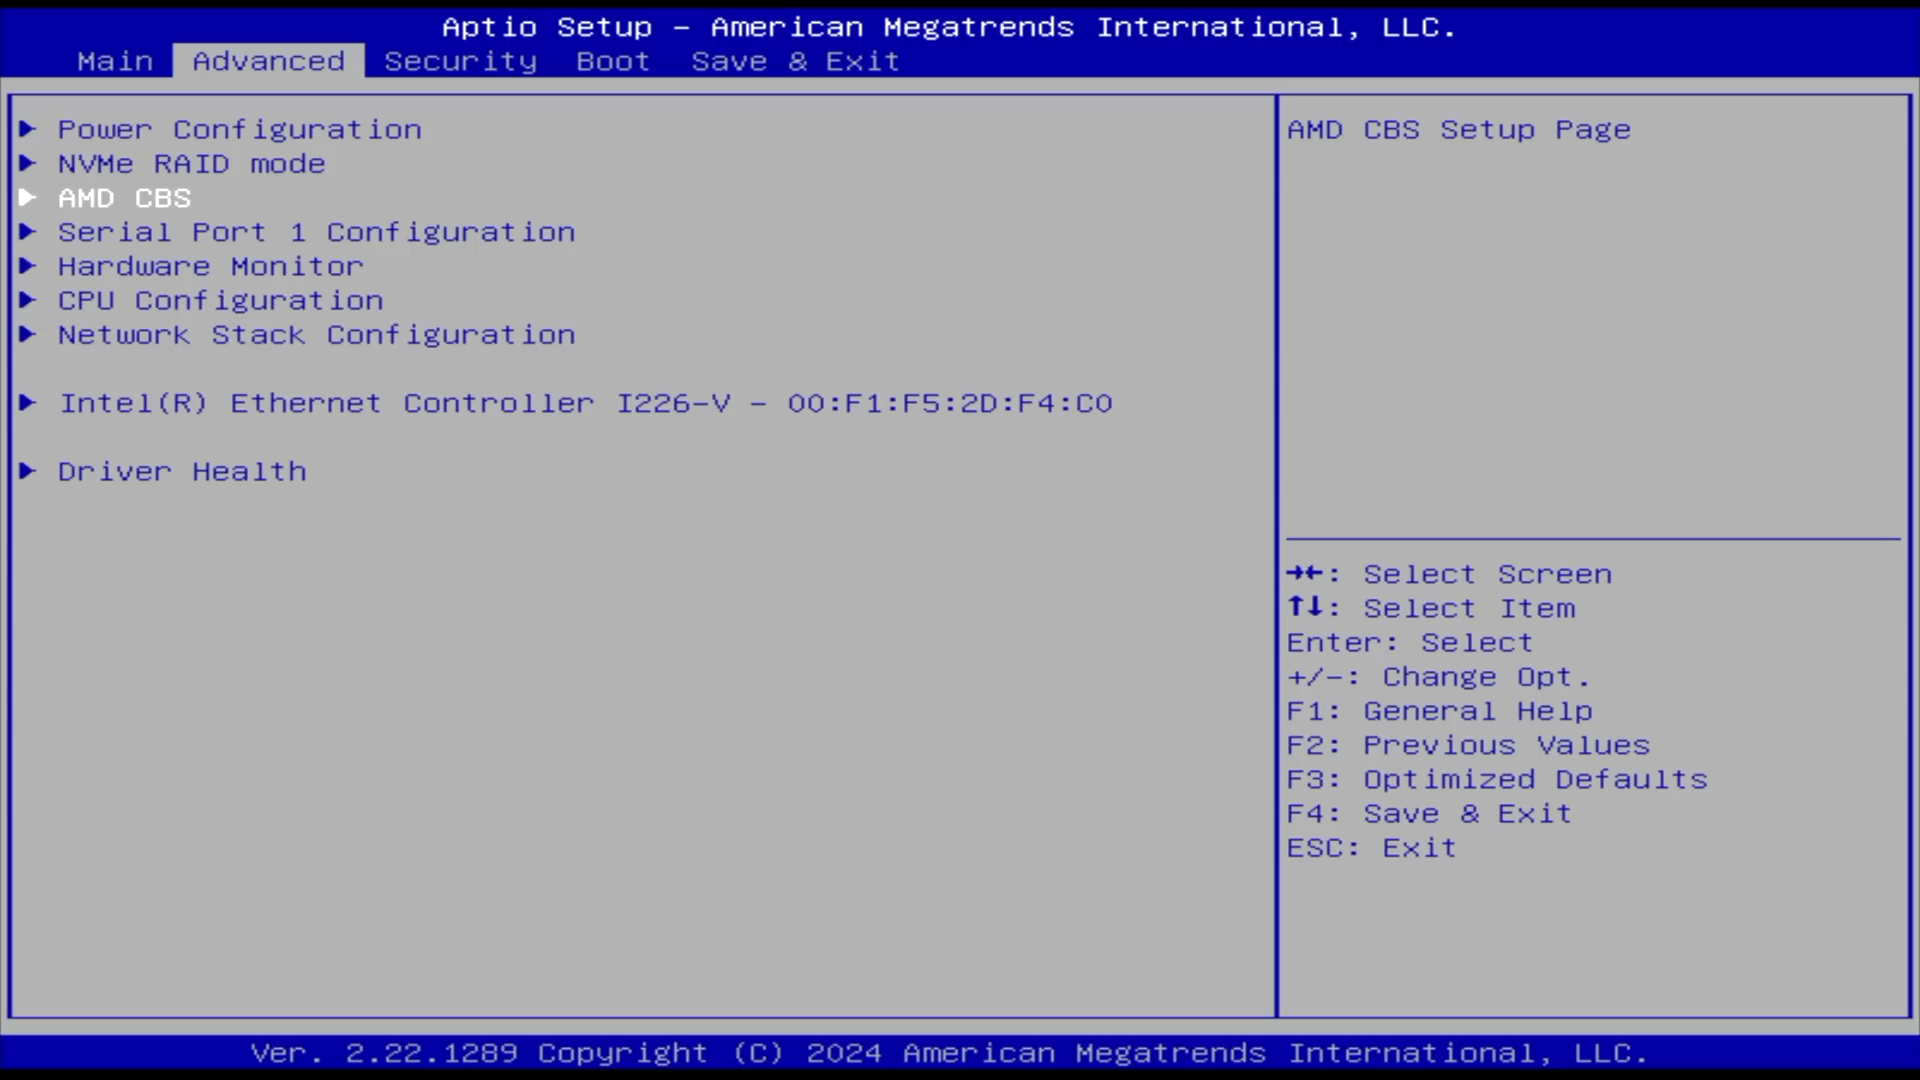 Aptio Setup – American Megatrends International, LLC.
Main Advanced Security Boot Save & Exit
Power Configuration
NVMe RAID mode
AMD CBS
Serial Port 1 Configuration
Hardware Monitor
CPU Configuration
Network Stack Configuration
Intel(R) Ethernet Controller I226-V – 00:F1:F5:2D:F4:C0
Driver Health
AMD CBS Setup Page
→←: Select Screen
↑↓: Select Item
Enter: Select
+/-: Change Opt.
F1: General Help
F2: Previous Values
F3: Optimized Defaults
F4: Save & Exit
ESC: Exit
Ver. 2.22.1289 Copyright (C) 2024 American Megatrends International, LLC.